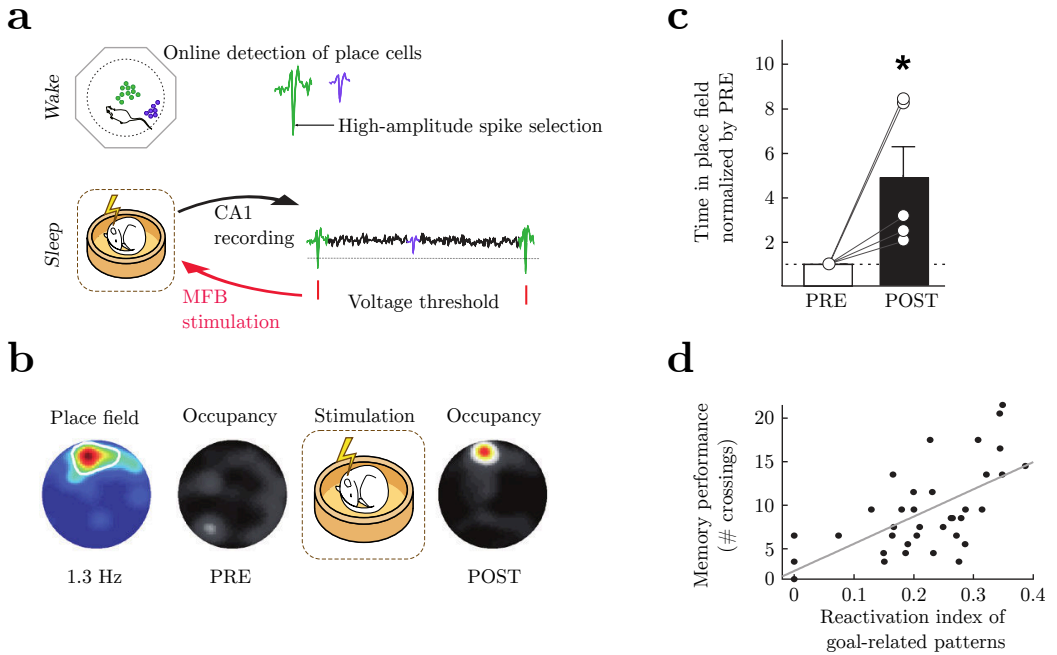 a
Online detection of place cells
Wake
High-amplitude spike selection
Sleep
CA1
recording
MFB
stimulation
Voltage threshold
b
Place field
Occupancy
Stimulation
Occupancy
1.3 Hz
PRE
POST
c
Time in place field
normalized by PRE
10
8
6
4
2
*
PRE
POST
d
Memory performance
(# crossings)
20
15
10
5
0
0
0.1
0.2
0.3
0.4
Reactivation index of
goal-related patterns